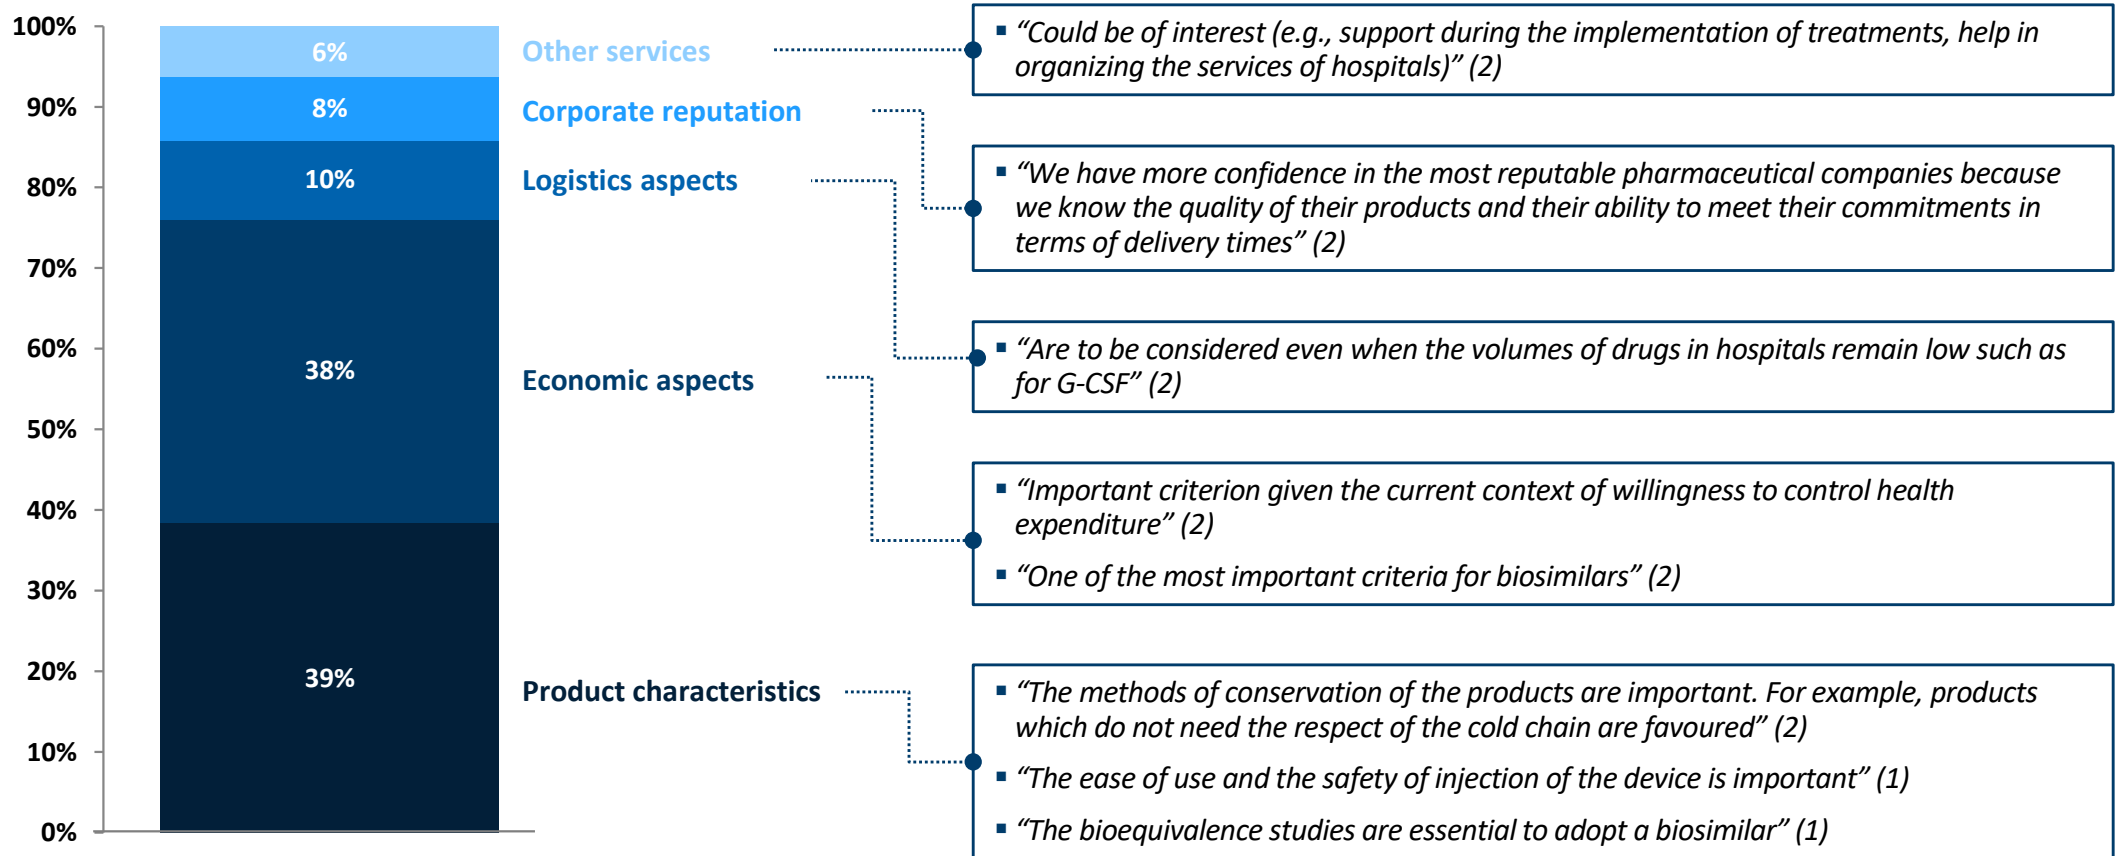 100%
90%
80%
70%
60%
50%
40%
30%
20%
10%
0%
6%
8%
10%
38%
39%
Other services
Corporate reputation
Logistics aspects
Economic aspects
Product characteristics
▪ “Could be of interest (e.g., support during the implementation of treatments, help in
organizing the services of hospitals)” (2)
▪ “We have more confidence in the most reputable pharmaceutical companies because
we know the quality of their products and their ability to meet their commitments in
terms of delivery times” (2)
▪ “Are to be considered even when the volumes of drugs in hospitals remain low such as
for G-CSF” (2)
▪ “Important criterion given the current context of willingness to control health
expenditure” (2)
▪ “One of the most important criteria for biosimilars” (2)
▪ “The methods of conservation of the products are important. For example, products
which do not need the respect of the cold chain are favoured” (2)
▪ “The ease of use and the safety of injection of the device is important” (1)
▪ “The bioequivalence studies are essential to adopt a biosimilar” (1)